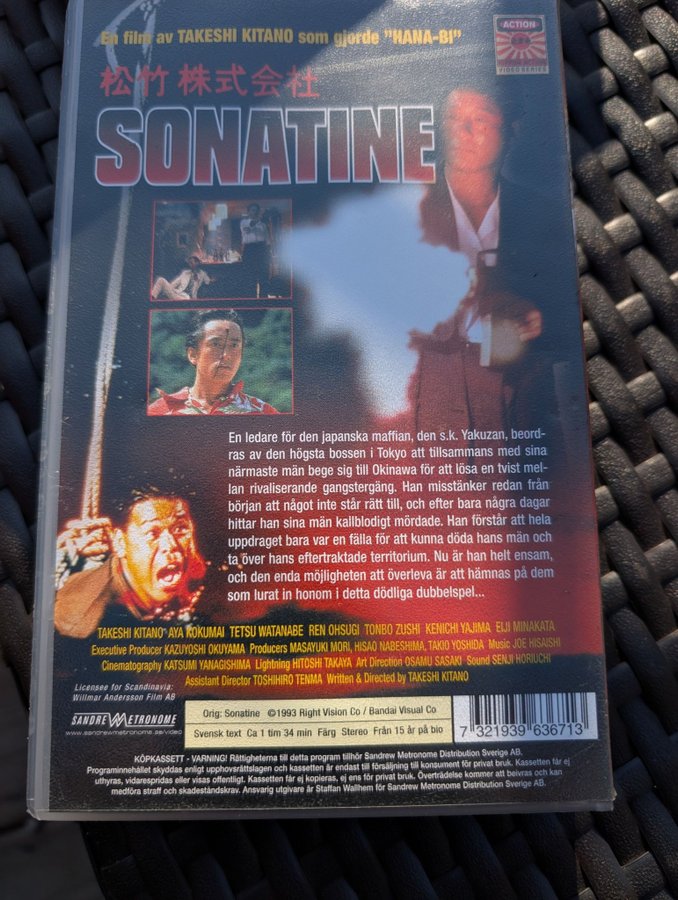 En film av TAKESHI KITANO som gjorde "HANA-BI"
ACTION
VIDEO SERIES
松竹株式会社
SONATINE
En ledare för den japanska maffian, den s.k. Yakuzan, beord-
ras av den högsta bossen i Tokyo att tillsammans med sina
närmaste män bege sig till Okinawa för att lösa en tvist mel-
lan rivaliserande gangstergäng. Han misstänker redan från
början att något inte står rätt till, och efter bara några dagar
hittar han sina män kallblodigt mördade. Han förstår att hela
uppdraget bara var en fälla för att kunna döda hans män och
ta över hans eftertraktade territorium. Nu är han helt ensam,
och den enda möjligheten att överleva är att hämnas på dem
som lurat in honom i detta dödliga dubbelspel...
TAKESHI KITANO AYA KOKUMAI TETSU WATANABE REN OHSUGI TONBO ZUSHI KENICHI YAJIMA EIJI MINAKATA
Executive Producer KAZUYOSHI OKUYAMA Producers MASAYUKI MORI, HISAO NABESHIMA, TAKIO YOSHIDA Music JOE HISAISHI
Cinematography KATSUMI YANAGISHIMA Lightning HITOSHI TAKAYA Art Direction OSAMU SASAKI Sound SENJI HORIUCHI
Assistant Director TOSHIHIRO TENMA Written & Directed by TAKESHI KITANO
Licensee for Scandinavia:
Willmar Andersson Film AB
SANDREW METRONOME
www.sandrewmetronome.se/video
Orig: Sonatine ©1993 Right Vision Co / Bandai Visual Co
Svensk text Ca 1 tim 34 min Färg Stereo Från 15 år på bio
7 321939 636713
KÖPKASSETT - VARNING! Rättigheterna till detta program tillhör Sandrew Metronome Distribution Sverige AB.
Programinnehållet skyddas enligt upphovsrättslagen och kassetten är endast till försäljning till konsument för privat bruk. Kassetten får ej
uthyras, vidarespridas eller visas offentligt. Kassetten får ej kopieras, ej ens för privat bruk. Överträdelse kommer att beivras och kan
medföra straff och skadeståndskrav. Ansvarig utgivare är Staffan Wallhem för Sandrew Metronome Distribution Sverige AB.